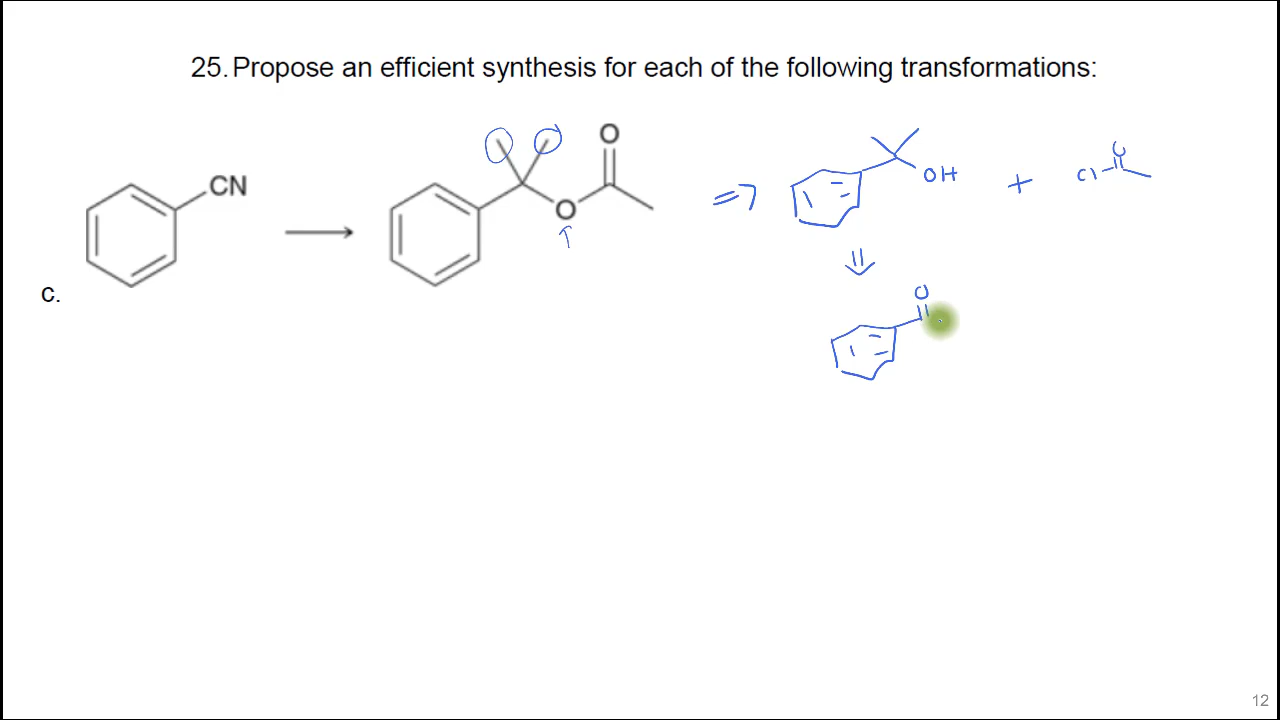 25. Propose an efficient synthesis for each of the following transformations:
CN
O
O
OH
+
Cl
O
c.
O
12